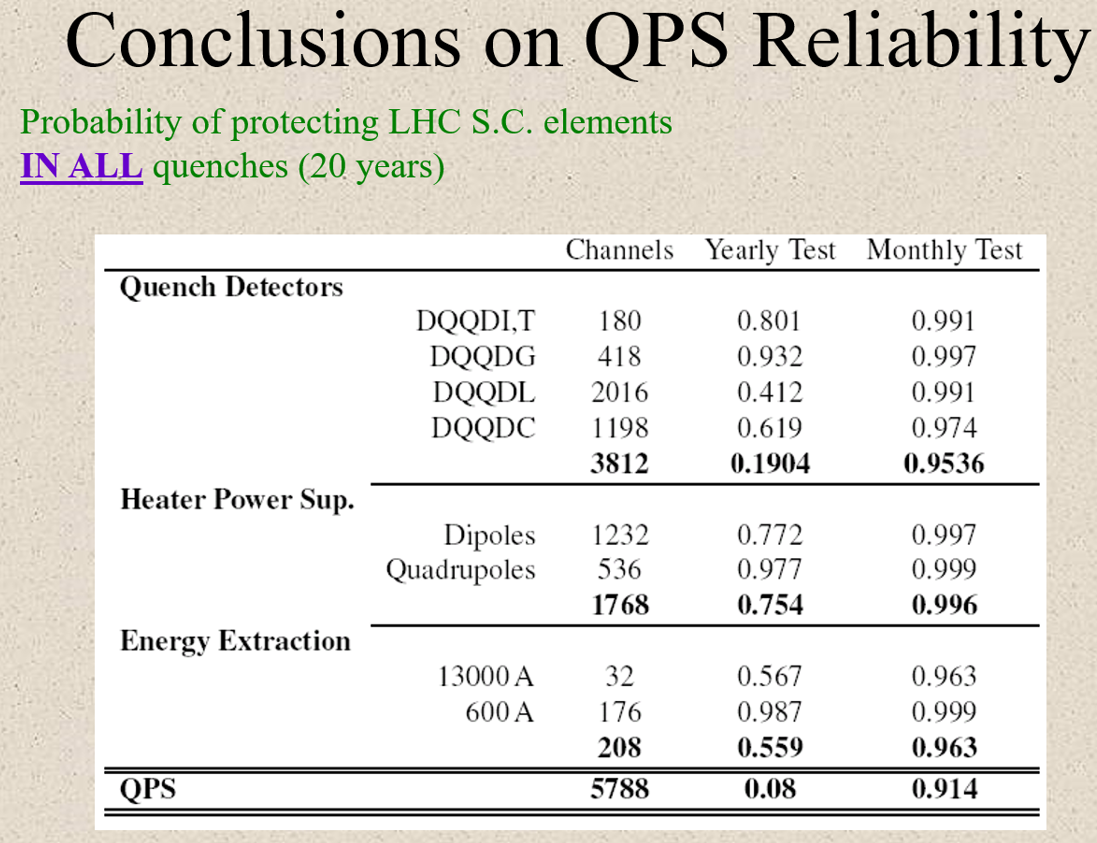 Conclusions on QPS Reliability
Probability of protecting LHC S.C. elements
IN ALL quenches (20 years)
Channels Yearly Test Monthly Test
Quench Detectors
DQQDI,T 180 0.801 0.991
DQQDG 418 0.932 0.997
DQQDL 2016 0.412 0.991
DQQDC 1198 0.619 0.974
3812 0.1904 0.9536
Heater Power Sup.
Dipoles 1232 0.772 0.997
Quadrupoles 536 0.977 0.999
1768 0.754 0.996
Energy Extraction
13000 A 32 0.567 0.963
600 A 176 0.987 0.999
208 0.559 0.963
QPS 5788 0.08 0.914